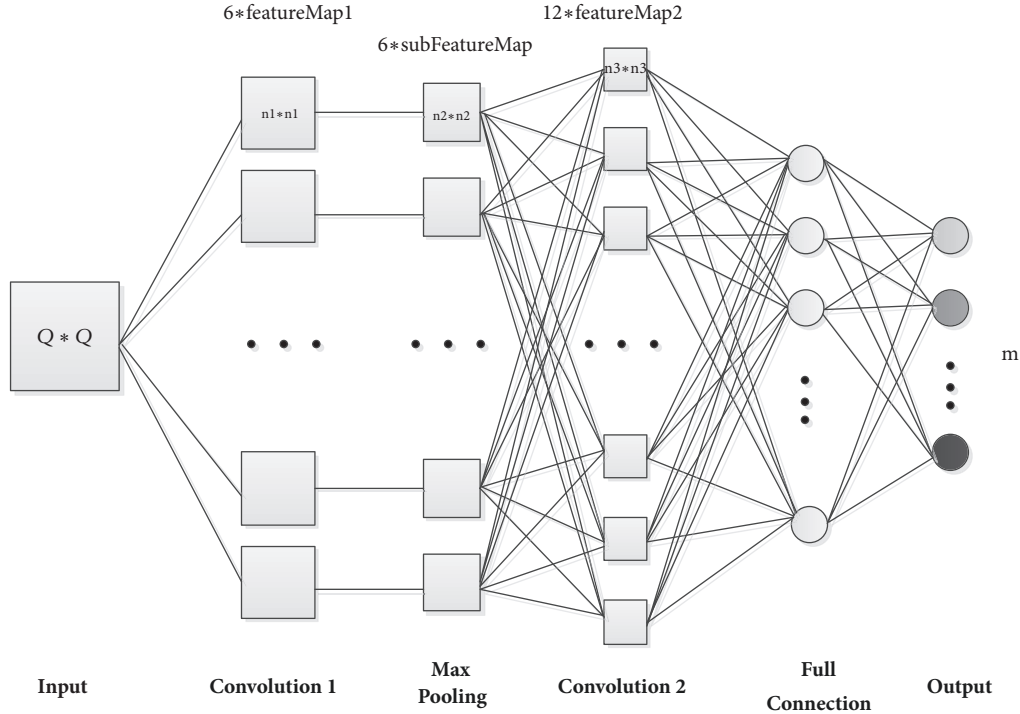 6*featureMap1
12*featureMap2
6*subFeatureMap
n1*n1
n2*n2
n3*n3
Q * Q
m
Input
Convolution 1
Max
Pooling
Convolution 2
Full
Connection
Output